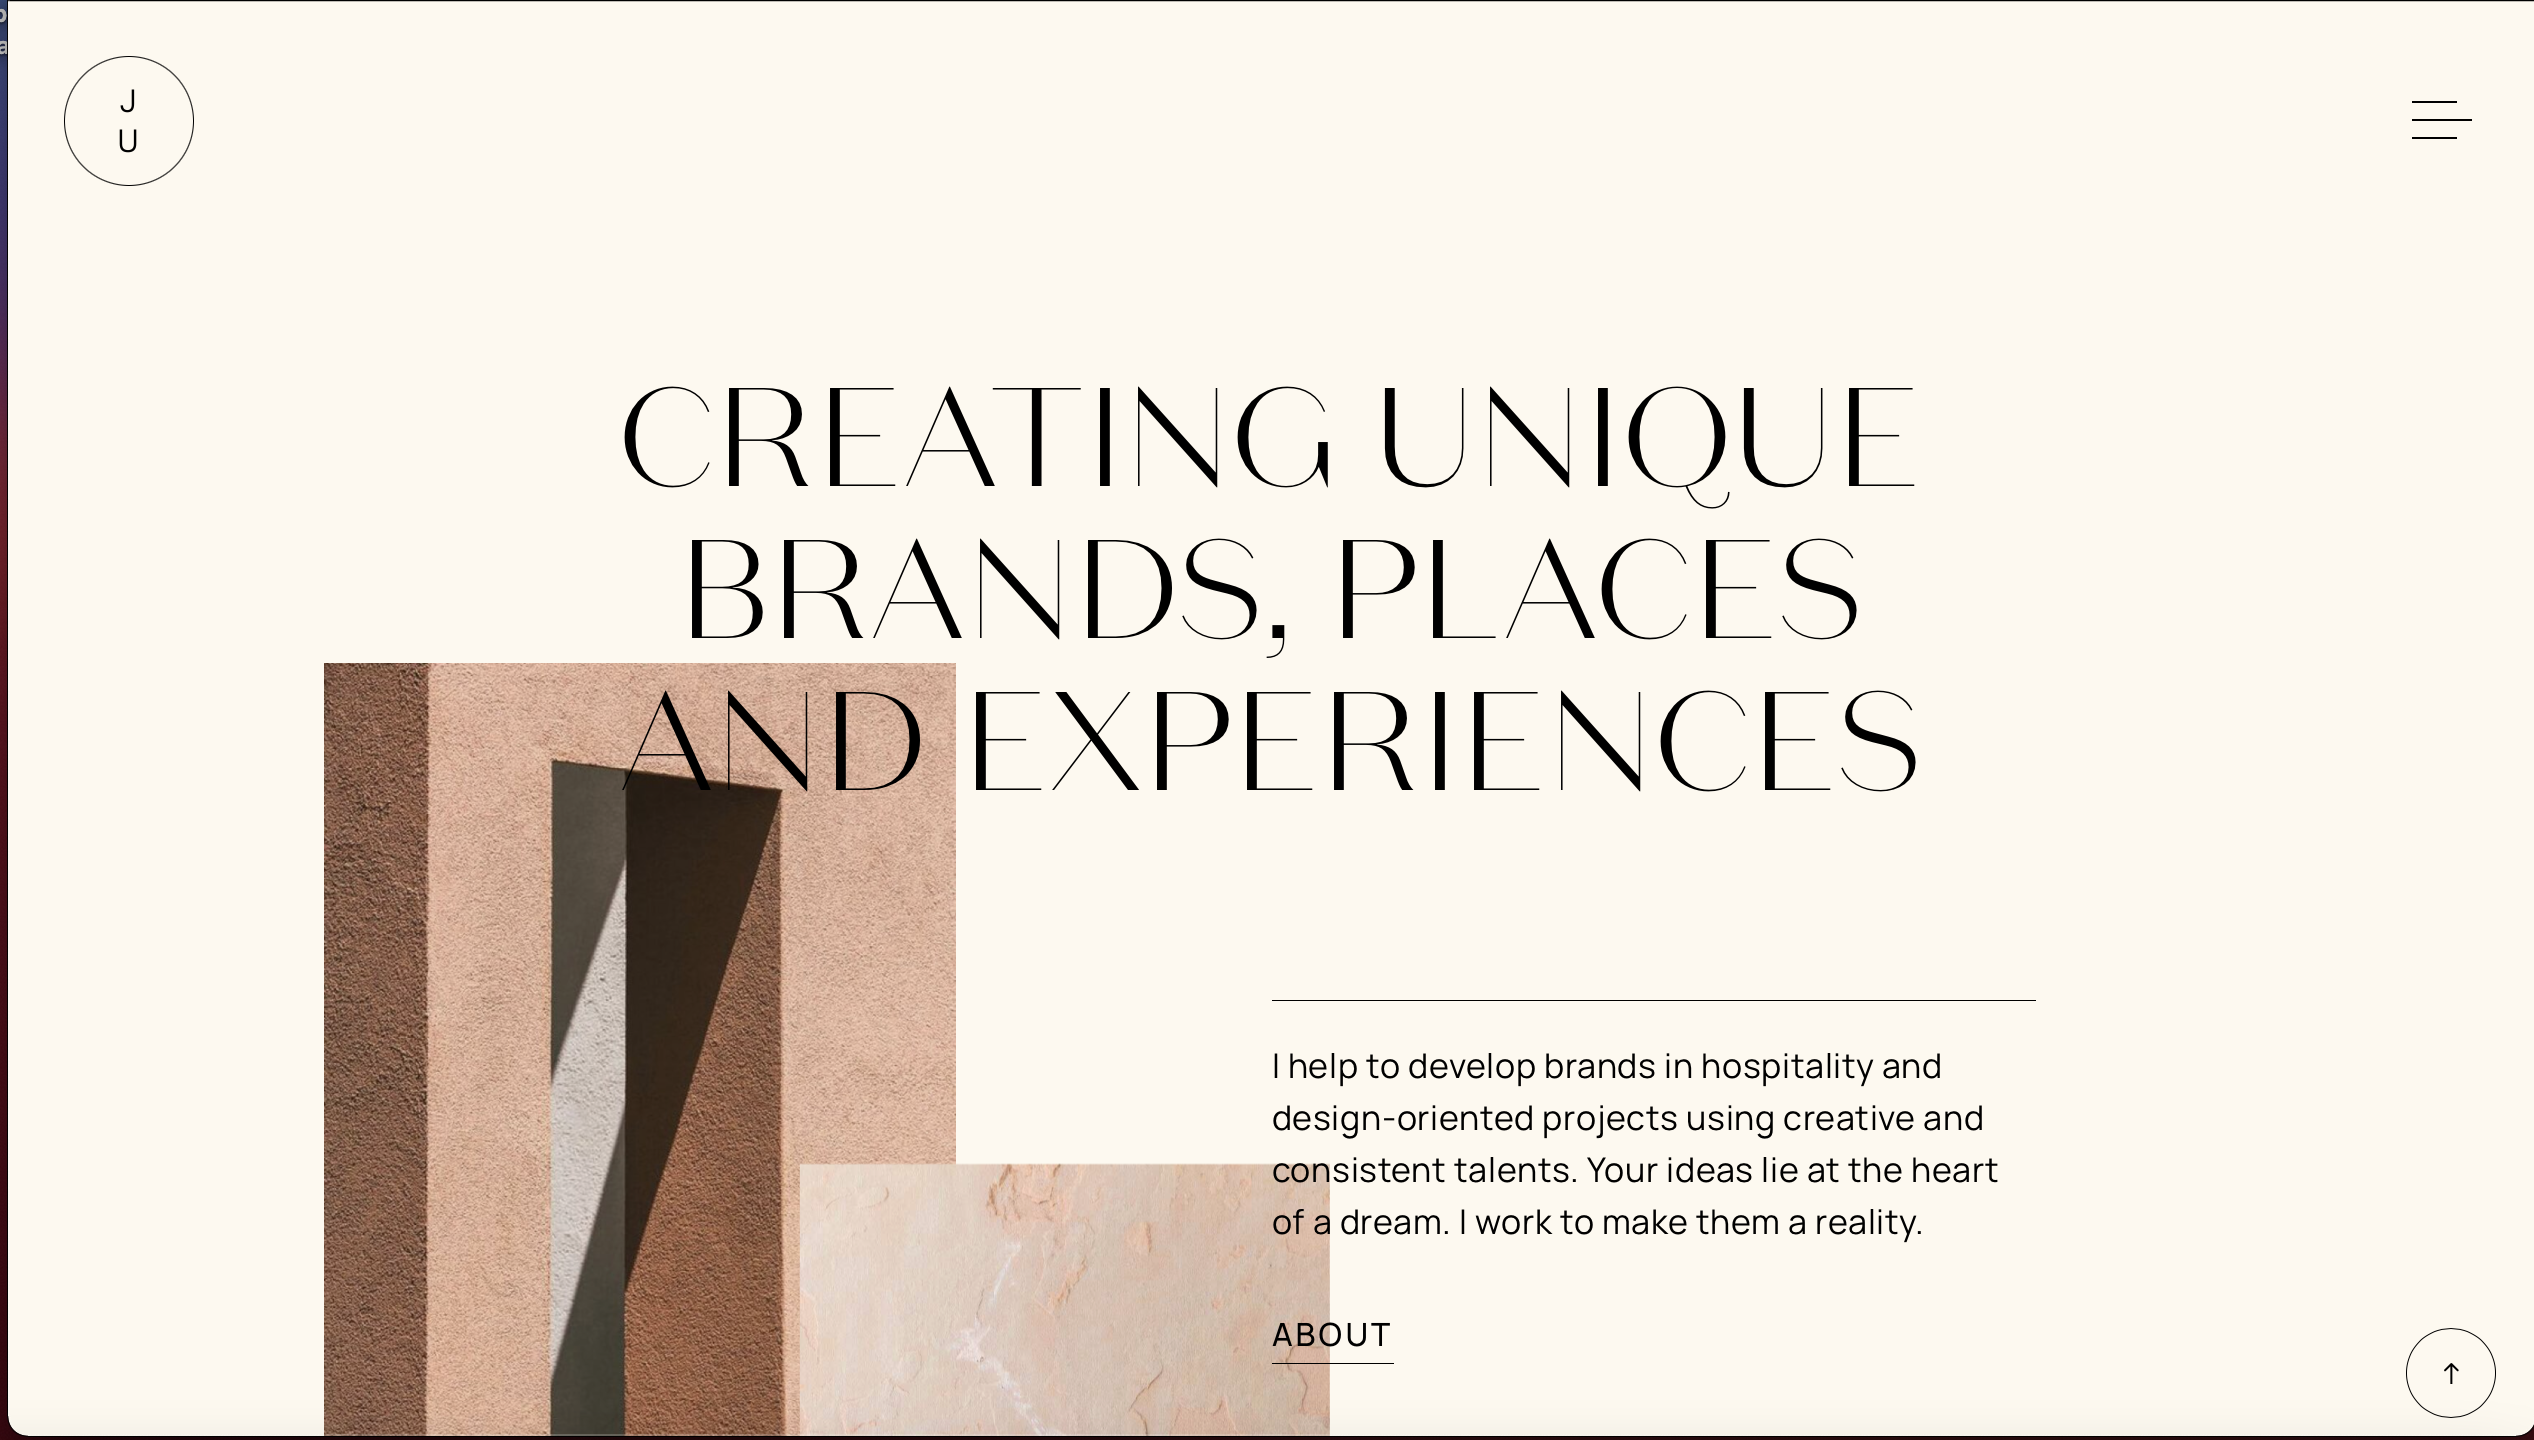 J
U
CREATING UNIQUE
BRANDS, PLACES
AND EXPERIENCES
I help to develop brands in hospitality and
design-oriented projects using creative and
consistent talents. Your ideas lie at the heart
of a dream. I work to make them a reality.
ABOUT